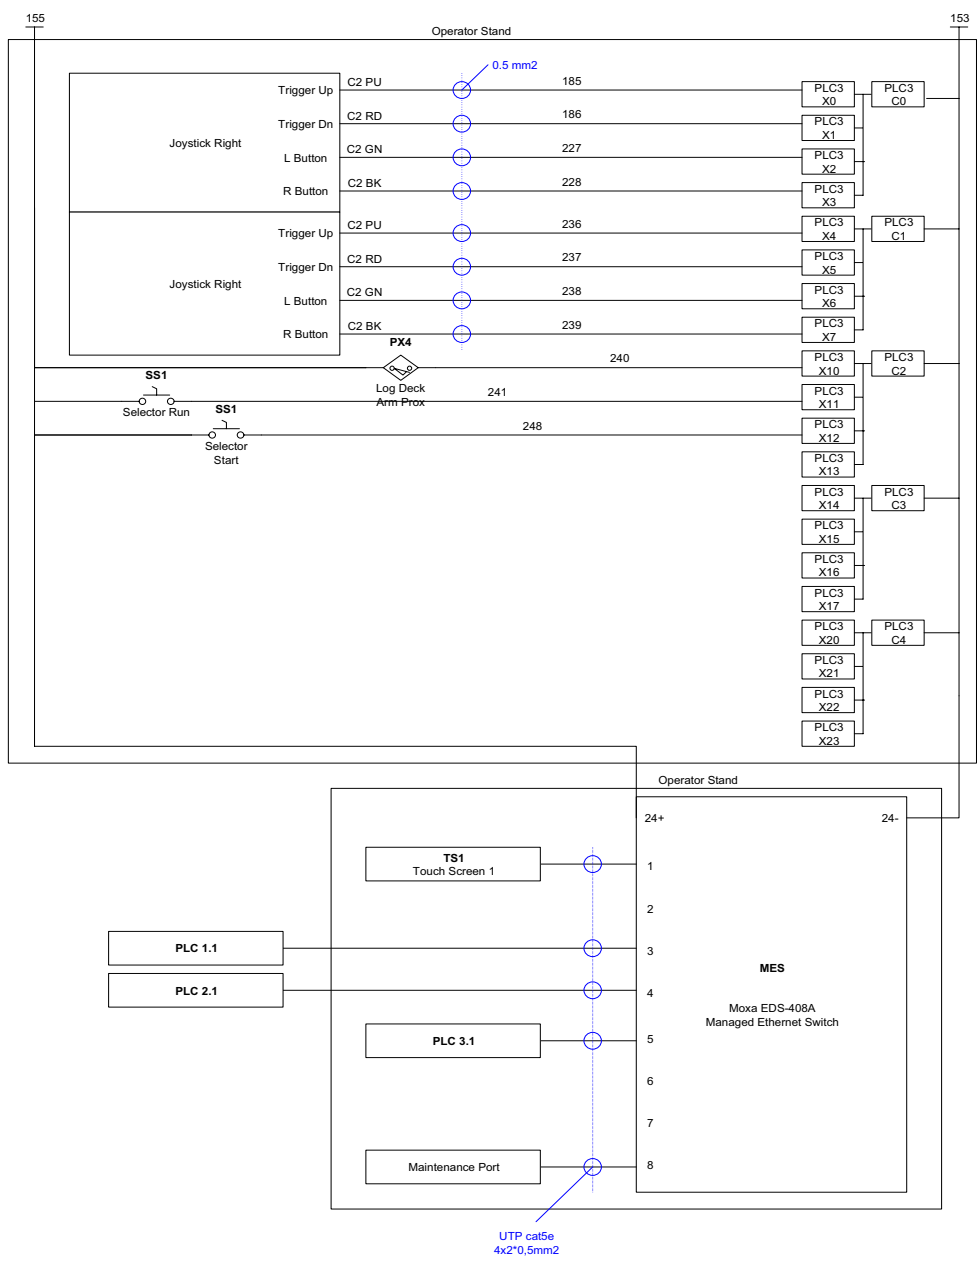 155
153
Operator Stand
0.5 mm2
Joystick Right
Trigger Up
C2 PU
185
PLC3
X0
PLC3
C0
Trigger Dn
C2 RD
186
PLC3
X1
L Button
C2 GN
227
PLC3
X2
R Button
C2 BK
228
PLC3
X3
Joystick Right
Trigger Up
C2 PU
236
PLC3
X4
PLC3
C1
Trigger Dn
C2 RD
237
PLC3
X5
L Button
C2 GN
238
PLC3
X6
R Button
C2 BK
239
PLC3
X7
PX4
Log Deck
Arm Prox
240
PLC3
X10
PLC3
C2
SS1
Selector Run
241
PLC3
X11
SS1
Selector
Start
248
PLC3
X12
PLC3
X13
PLC3
X14
PLC3
C3
PLC3
X15
PLC3
X16
PLC3
X17
PLC3
X20
PLC3
C4
PLC3
X21
PLC3
X22
PLC3
X23
Operator Stand
24+
24-
TS1
Touch Screen 1
1
2
PLC 1.1
3
PLC 2.1
4
PLC 3.1
5
6
7
Maintenance Port
8
MES
Moxa EDS-408A
Managed Ethernet Switch
UTP cat5e
4x2*0,5mm2